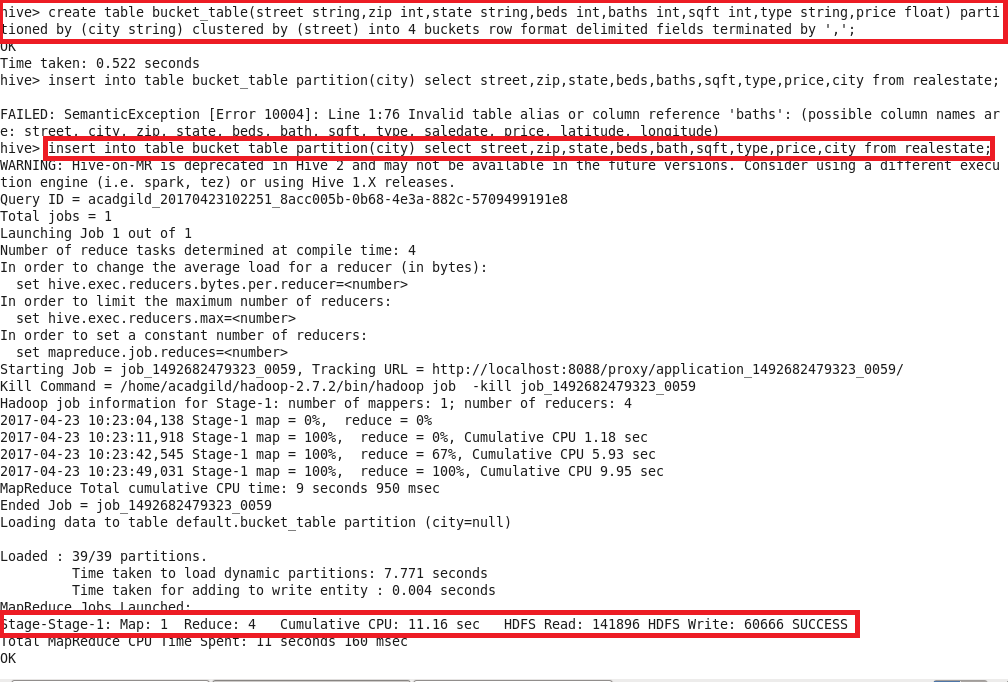 hive> create table bucket_table(street string,zip int,state string,beds int,baths int,sqft int,type string,price float) parti
tioned by (city string) clustered by (street) into 4 buckets row format delimited fields terminated by ',';
OK
Time taken: 0.522 seconds
hive> insert into table bucket_table partition(city) select street,zip,state,beds,baths,sqft,type,price,city from realestate;
FAILED: SemanticException [Error 10004]: Line 1:76 Invalid table alias or column reference 'baths': (possible column names ar
e: street, city, zip, state, beds, bath, sqft, type, saledate, price, latitude, longitude)
hive> insert into table bucket_table partition(city) select street,zip,state,beds,bath,sqft,type,price,city from realestate;
WARNING: Hive-on-MR is deprecated in Hive 2 and may not be available in the future versions. Consider using a different execu
tion engine (i.e. spark, tez) or using Hive 1.X releases.
Query ID = acadgild_20170423102251_8acc005b-0b68-4e3a-882c-5709499191e8
Total jobs = 1
Launching Job 1 out of 1
Number of reduce tasks determined at compile time: 4
In order to change the average load for a reducer (in bytes):
  set hive.exec.reducers.bytes.per.reducer=<number>
In order to limit the maximum number of reducers:
  set hive.exec.reducers.max=<number>
In order to set a constant number of reducers:
  set mapreduce.job.reduces=<number>
Starting Job = job_1492682479323_0059, Tracking URL = http://localhost:8088/proxy/application_1492682479323_0059/
Kill Command = /home/acadgild/hadoop-2.7.2/bin/hadoop job  -kill job_1492682479323_0059
Hadoop job information for Stage-1: number of mappers: 1; number of reducers: 4
2017-04-23 10:23:04,138 Stage-1 map = 0%,  reduce = 0%
2017-04-23 10:23:11,918 Stage-1 map = 100%,  reduce = 0%, Cumulative CPU 1.18 sec
2017-04-23 10:23:42,545 Stage-1 map = 100%,  reduce = 67%, Cumulative CPU 5.93 sec
2017-04-23 10:23:49,031 Stage-1 map = 100%,  reduce = 100%, Cumulative CPU 9.95 sec
MapReduce Total cumulative CPU time: 9 seconds 950 msec
Ended Job = job_1492682479323_0059
Loading data to table default.bucket_table partition (city=null)
Loaded : 39/39 partitions.
         Time taken to load dynamic partitions: 7.771 seconds
         Time taken for adding to write entity : 0.004 seconds
MapReduce Jobs Launched:
Stage-Stage-1: Map: 1  Reduce: 4   Cumulative CPU: 11.16 sec   HDFS Read: 141896 HDFS Write: 60666 SUCCESS
Total MapReduce CPU Time Spent: 11 seconds 160 msec
OK